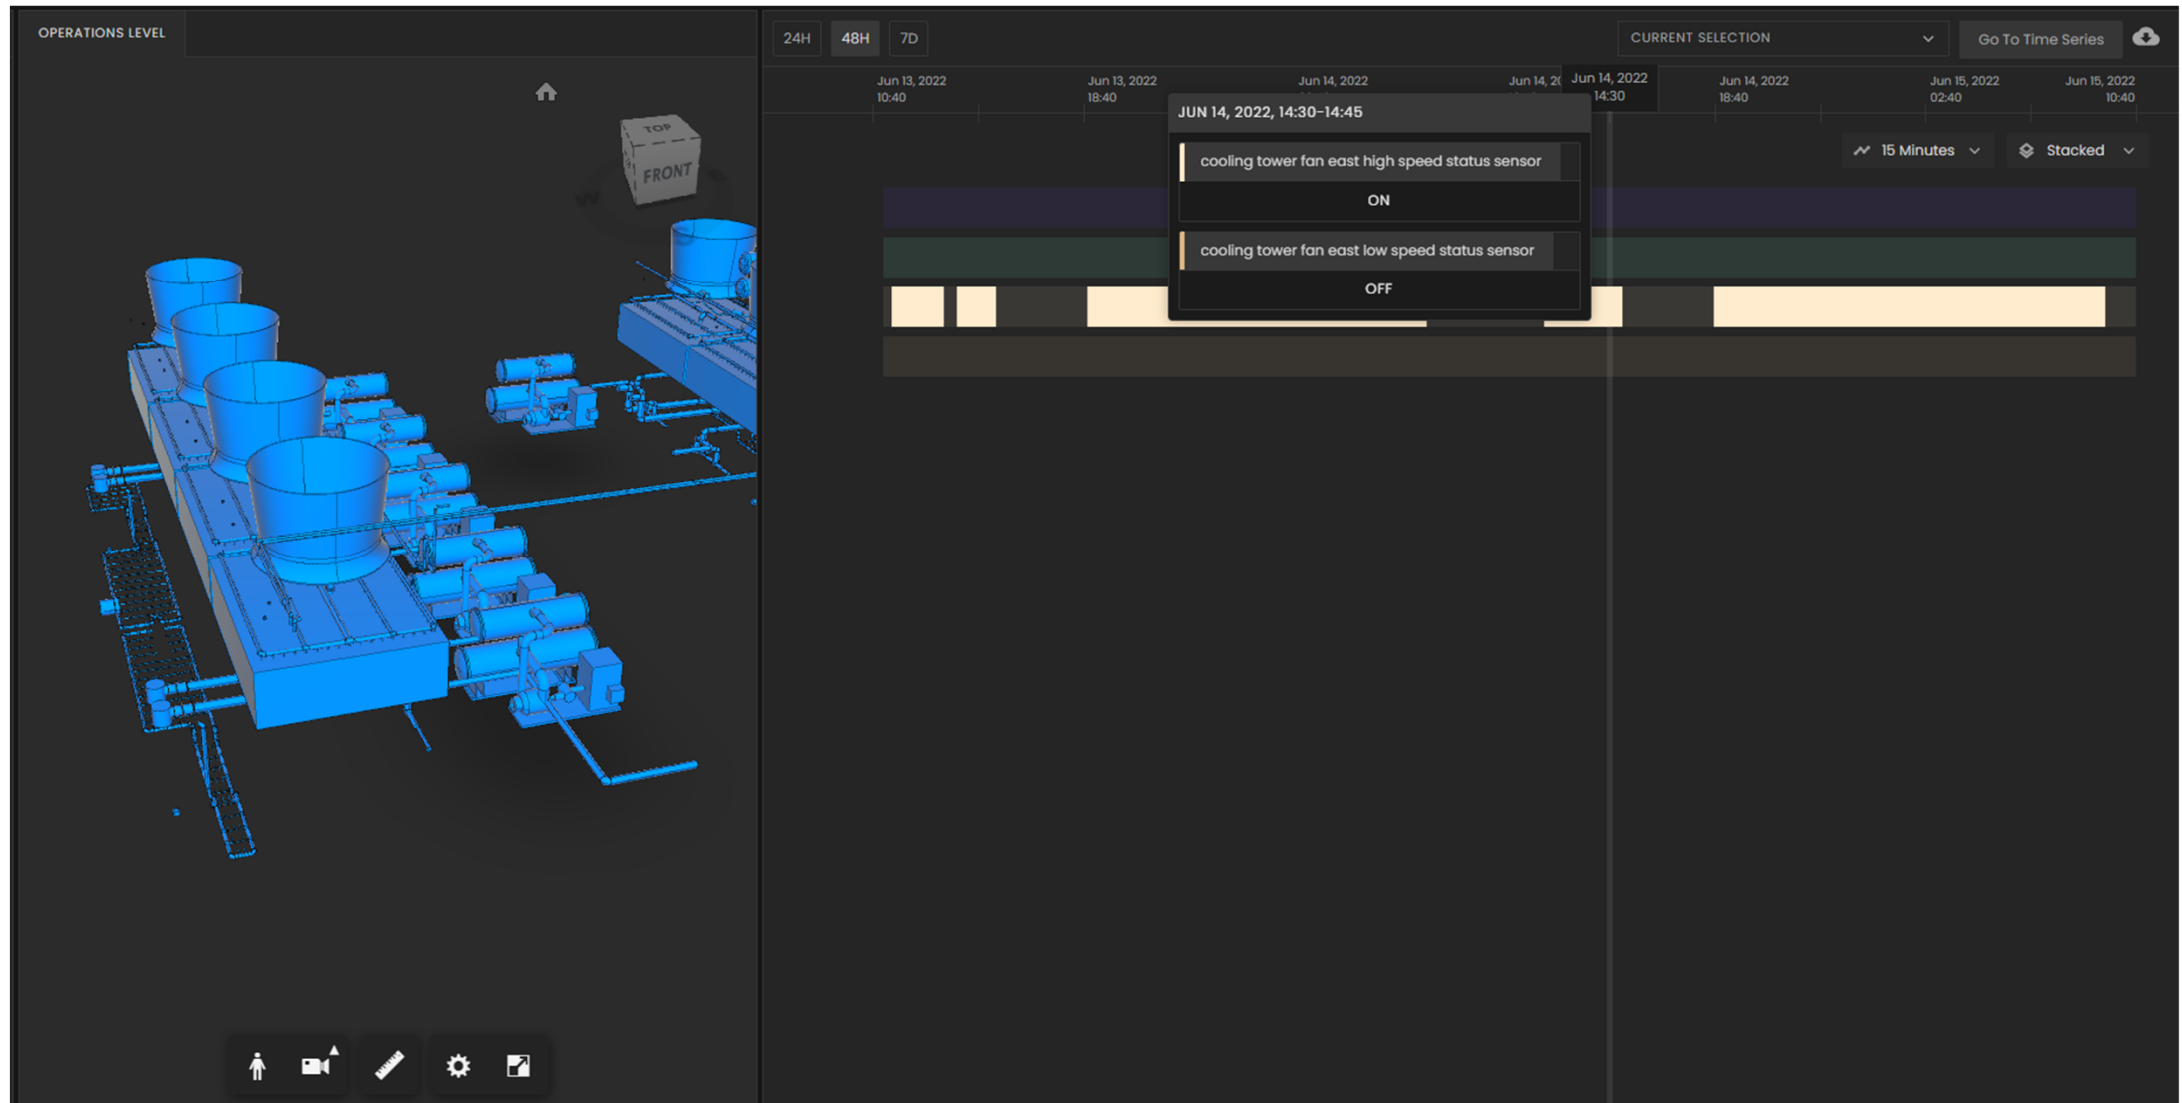 OPERATIONS LEVEL
TOP
FRONT
W
24H
48H
7D
CURRENT SELECTION
Go To Time Series
Jun 13, 2022
10:40
Jun 13, 2022
18:40
Jun 14, 2022
Jun 14, 20
Jun 14, 2022
14:30
Jun 14, 2022
18:40
Jun 15, 2022
02:40
Jun 15, 2022
10:40
15 Minutes
Stacked
JUN 14, 2022, 14:30-14:45
cooling tower fan east high speed status sensor
ON
cooling tower fan east low speed status sensor
OFF